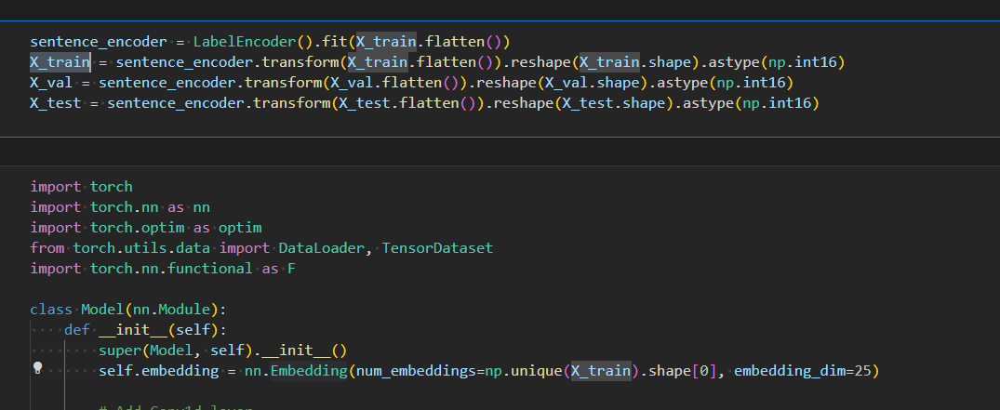 sentence_encoder = LabelEncoder().fit(X_train.flatten())
X_train = sentence_encoder.transform(X_train.flatten()).reshape(X_train.shape).astype(np.int16)
X_val = sentence_encoder.transform(X_val.flatten()).reshape(X_val.shape).astype(np.int16)
X_test = sentence_encoder.transform(X_test.flatten()).reshape(X_test.shape).astype(np.int16)
import torch
import torch.nn as nn
import torch.optim as optim
from torch.utils.data import DataLoader, TensorDataset
import torch.nn.functional as F
class Model(nn.Module):
    def __init__(self):
        super(Model, self).__init__()
        self.embedding = nn.Embedding(num_embeddings=np.unique(X_train).shape[0], embedding_dim=25)
        # Add Conv1d layer